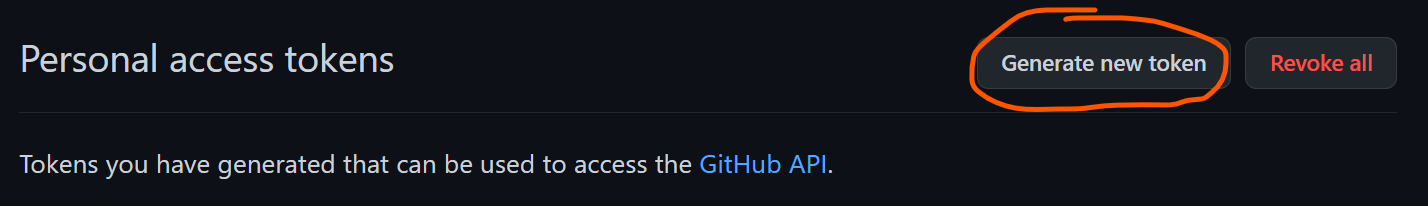 Personal access tokens
Generate new token
Revoke all
Tokens you have generated that can be used to access the GitHub API.